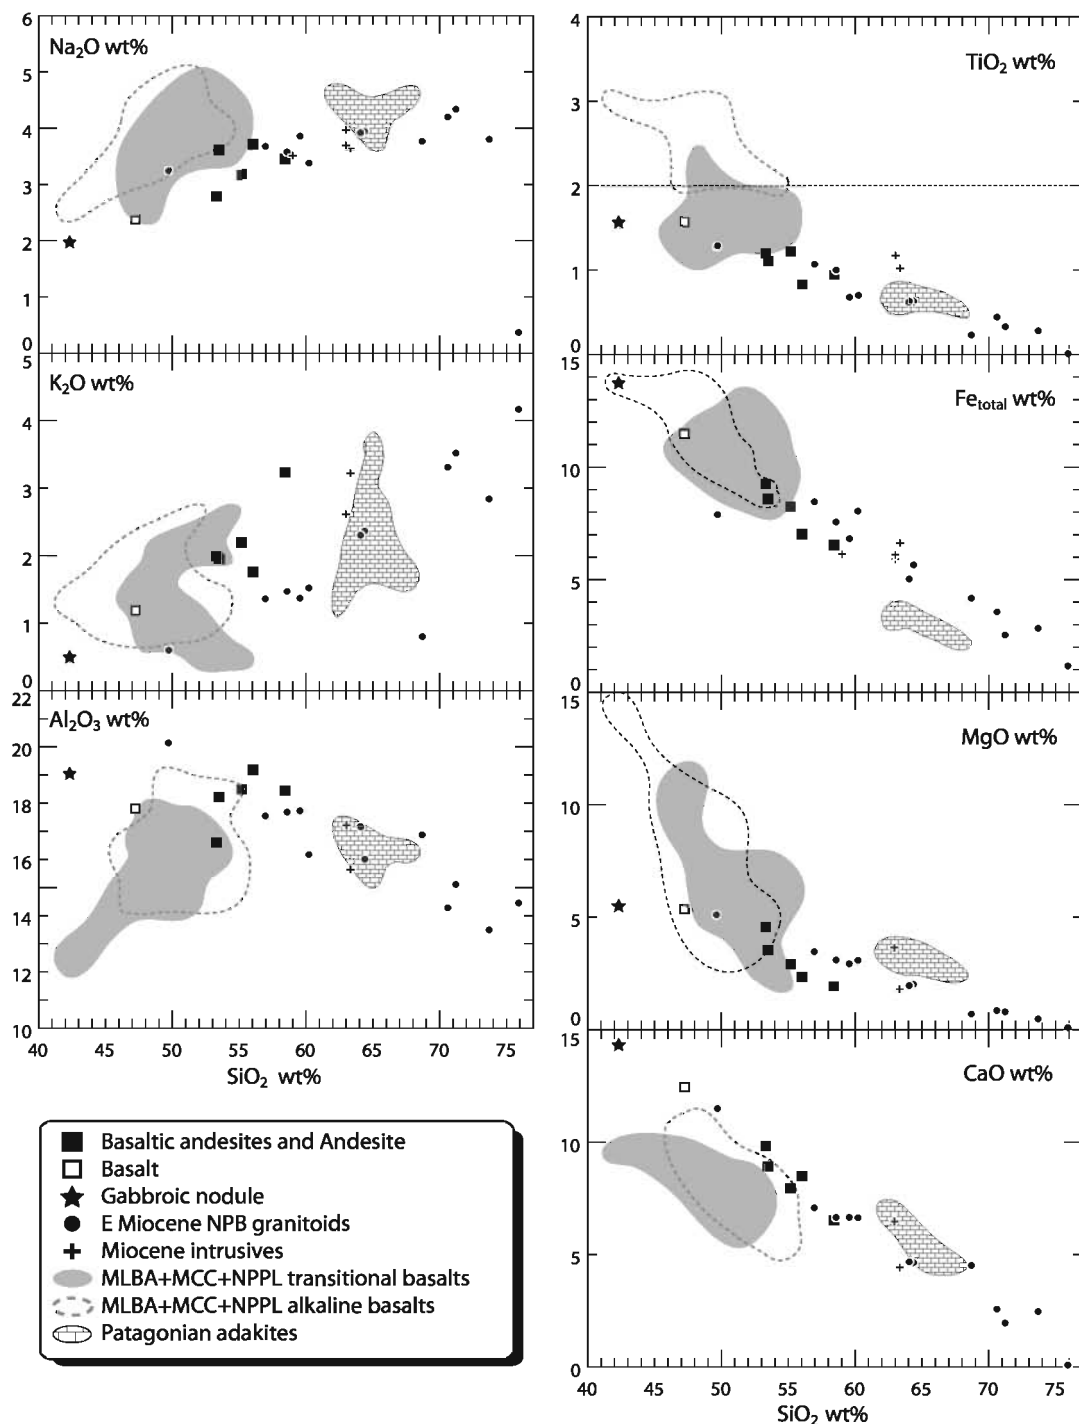 6
Na₂O wt%
5
4
3
2
1
0
5
K₂O wt%
4
3
2
1
0
22
Al₂O₃ wt%
20
18
16
14
12
10
40 45 50 55 60 65 70 75
SiO₂ wt%
4
TiO₂ wt%
3
2
1
0
15
Fetotal wt%
10
5
0
15
MgO wt%
10
5
0
15
CaO wt%
10
5
0
40 45 50 55 60 65 70 75
SiO₂ wt%
Basaltic andesites and Andesite
Basalt
Gabbroic nodule
E Miocene NPB granitoids
Miocene intrusives
MLBA+MCC+NPPL transitional basalts
MLBA+MCC+NPPL alkaline basalts
Patagonian adakites